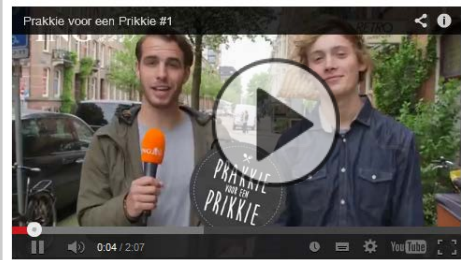 Prakkie voor een Prikkie #1
PRAKKIE
VOOR EEN
PRIKKIE
0:04 / 2:07
YouTube